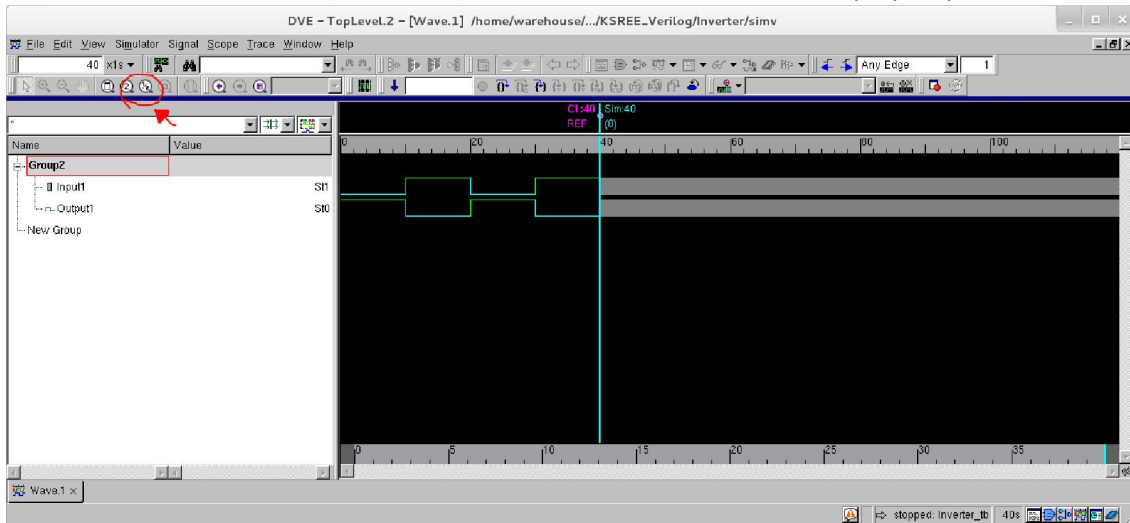 DVE - TopLevel.2 - [Wave.1] /home/warehouse/.../KSREE_Verilog/Inverter/simv
File Edit View Simulator Signal Scope Trace Window Help
40 x1s Any Edge 1
C1:40 Sim:40
REF (0)
*
Name Value 0 20 40 60 80 100
Group2
Input1 St1
Output1 St0
New Group
0 5 10 15 20 25 30 35
Wave.1
stopped: Inverter_tb 40s